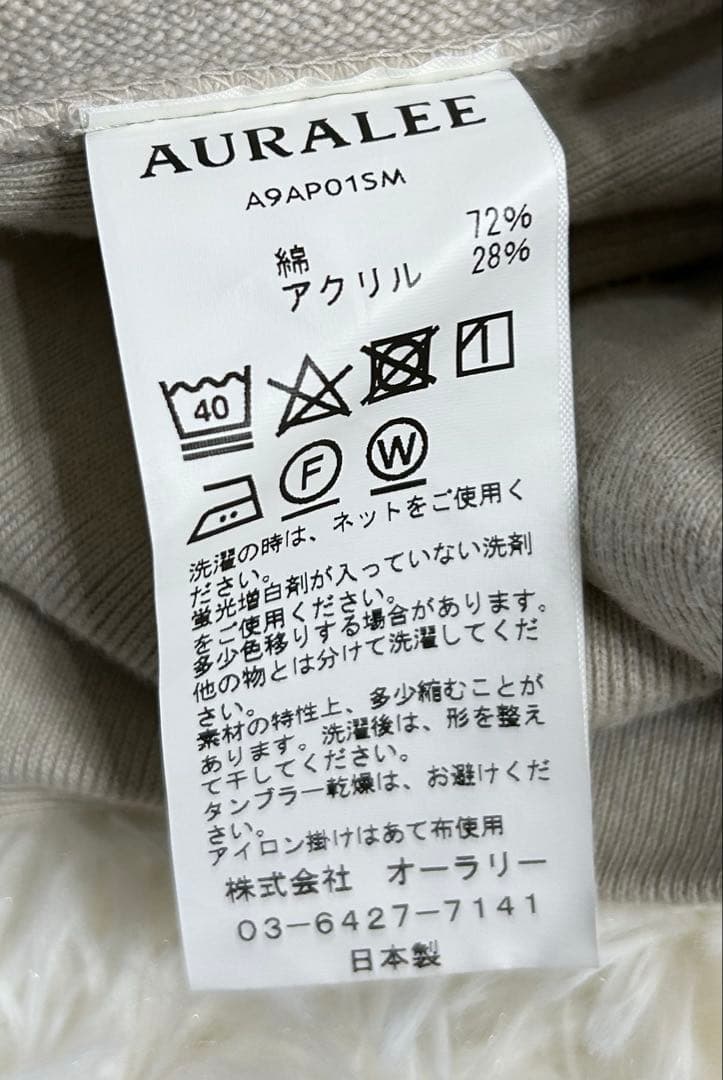 AURALEE
A9AP01SM
綿 72%
アクリル 28%
40
F W
洗濯の時は、ネットをご使用く
ださい。
蛍光増白剤が入っていない洗剤
をご使用ください。
多少色移りする場合があります。
他の物とは分けて洗濯してくだ
さい。
素材の特性上、多少縮むことが
あります。洗濯後は、形を整え
て干してください。
タンブラー乾燥は、お避けくだ
さい。
アイロン掛けはあて布使用
株式会社 オーラリー
03-6427-7141
日本製